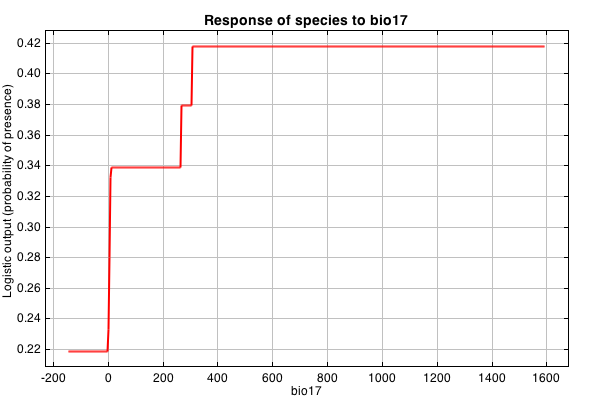 Response of species to bio17
Logistic output (probability of presence)
0.42
0.40
0.38
0.36
0.34
0.32
0.30
0.28
0.26
0.24
0.22
-200 0 200 400 600 800 1000 1200 1400 1600
bio17